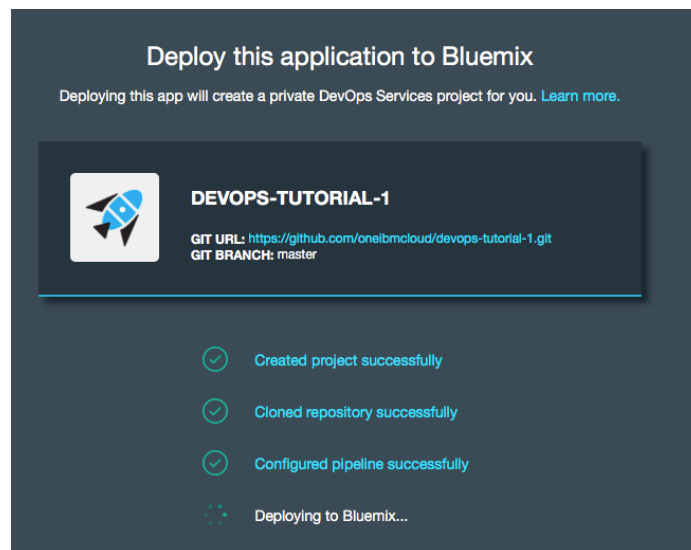 Deploy this application to Bluemix
Deploying this app will create a private DevOps Services project for you. Learn more.
DEVOPS-TUTORIAL-1
GIT URL: https://github.com/oneibmcloud/devops-tutorial-1.git
GIT BRANCH: master
Created project successfully
Cloned repository successfully
Configured pipeline successfully
Deploying to Bluemix...